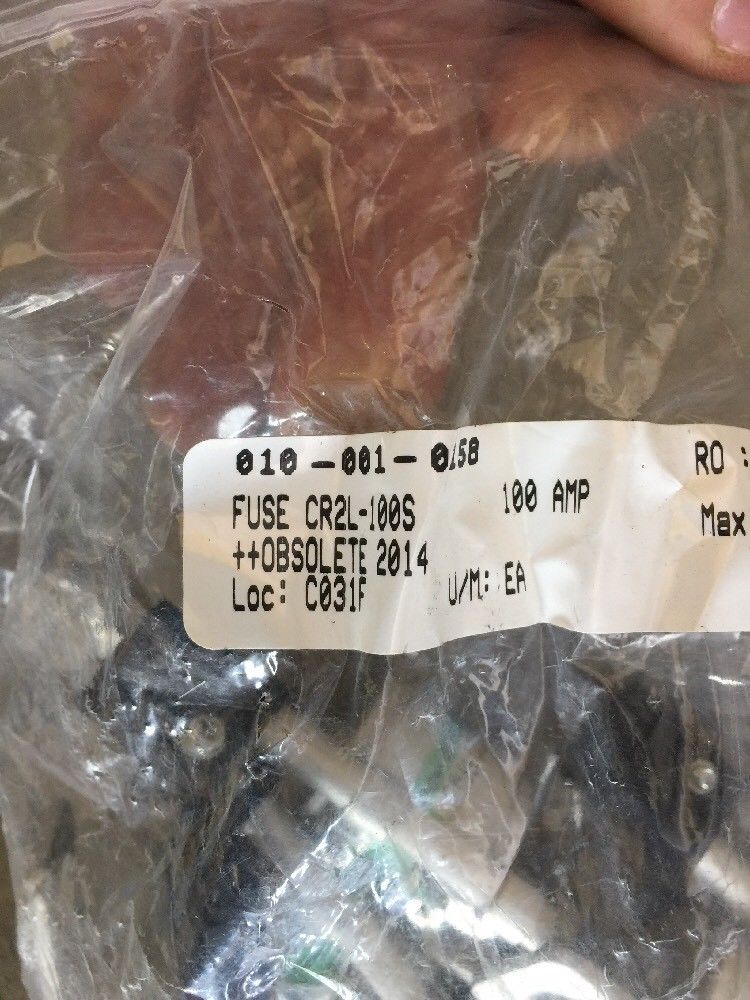 010-001-0158 RO :
FUSE CR2L-100S 100 AMP Max
++OBSOLETE 2014
Loc: C031F U/M: EA